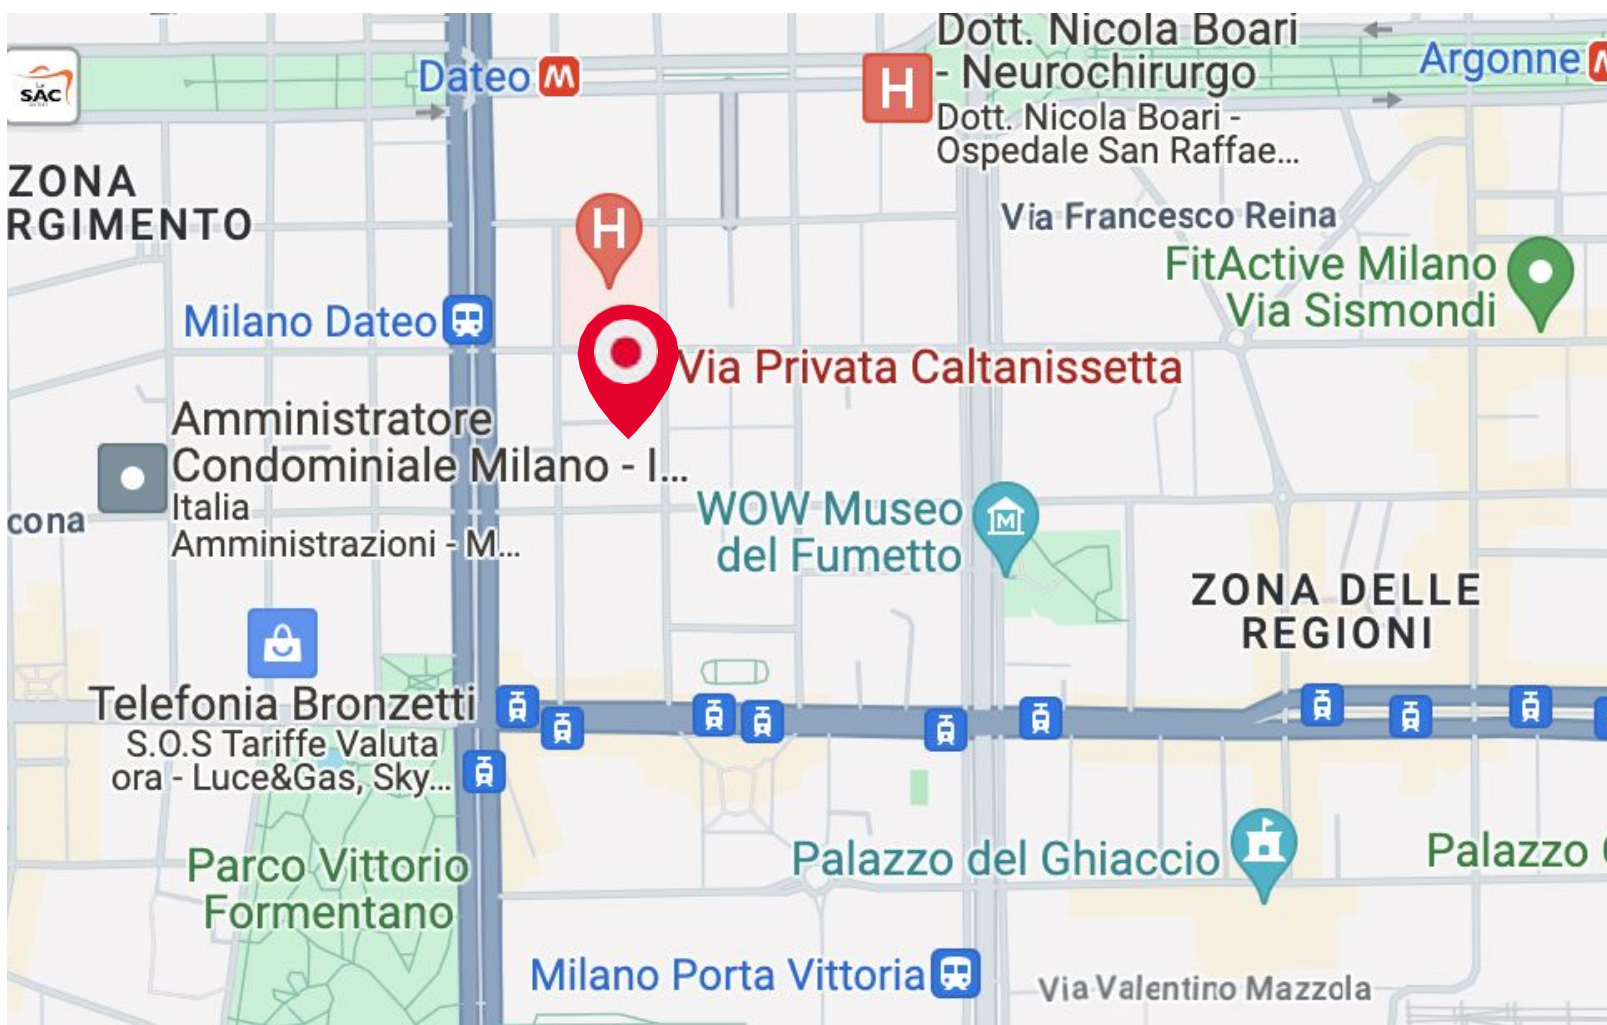 Dott. Nicola Boari
- Neurochirurgo
Dott. Nicola Boari -
Ospedale San Raffae...
Argonne
Dateo
M
H
SAC
ZONA
RGIMENTO
H
Via Francesco Reina
FitActive Milano
Via Sismondi
Milano Dateo
Via Privata Caltanissetta
Amministratore
Condominiale Milano - I...
Italia
Amministrazioni - M...
cona
WOW Museo
del Fumetto
M
ZONA DELLE
REGIONI
Telefonia Bronzetti
S.O.S Tariffe Valuta
ora - Luce&Gas, Sky...
Parco Vittorio
Formentano
Palazzo del Ghiaccio
Palazzo
Milano Porta Vittoria
Via Valentino Mazzola